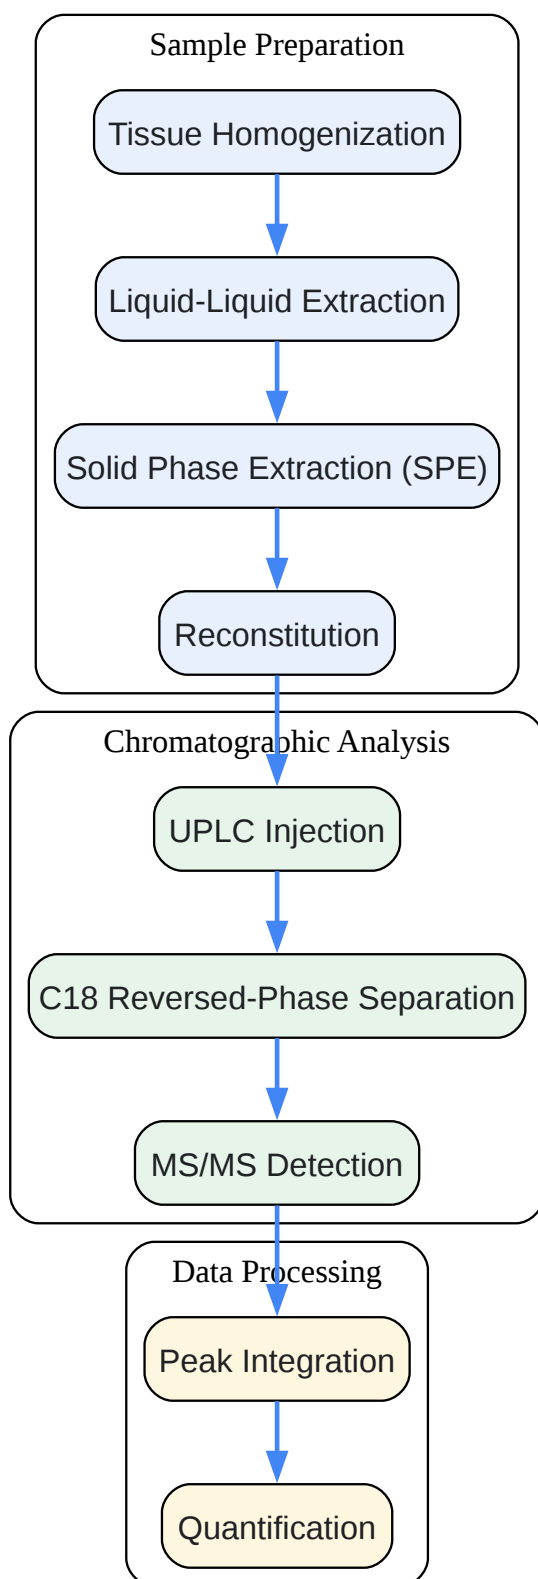 Sample Preparation
Tissue Homogenization
Liquid-Liquid Extraction
Solid Phase Extraction (SPE)
Reconstitution
Chromatographic Analysis
UPLC Injection
C18 Reversed-Phase Separation
MS/MS Detection
Data Processing
Peak Integration
Quantification